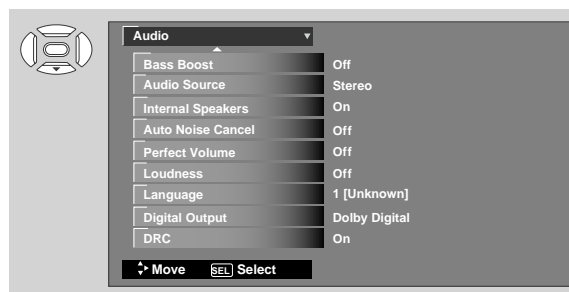 Audio
Bass Boost Off
Audio Source Stereo
Internal Speakers On
Auto Noise Cancel Off
Perfect Volume Off
Loudness Off
Language 1 [Unknown]
Digital Output Dolby Digital
DRC On
Move SEL Select